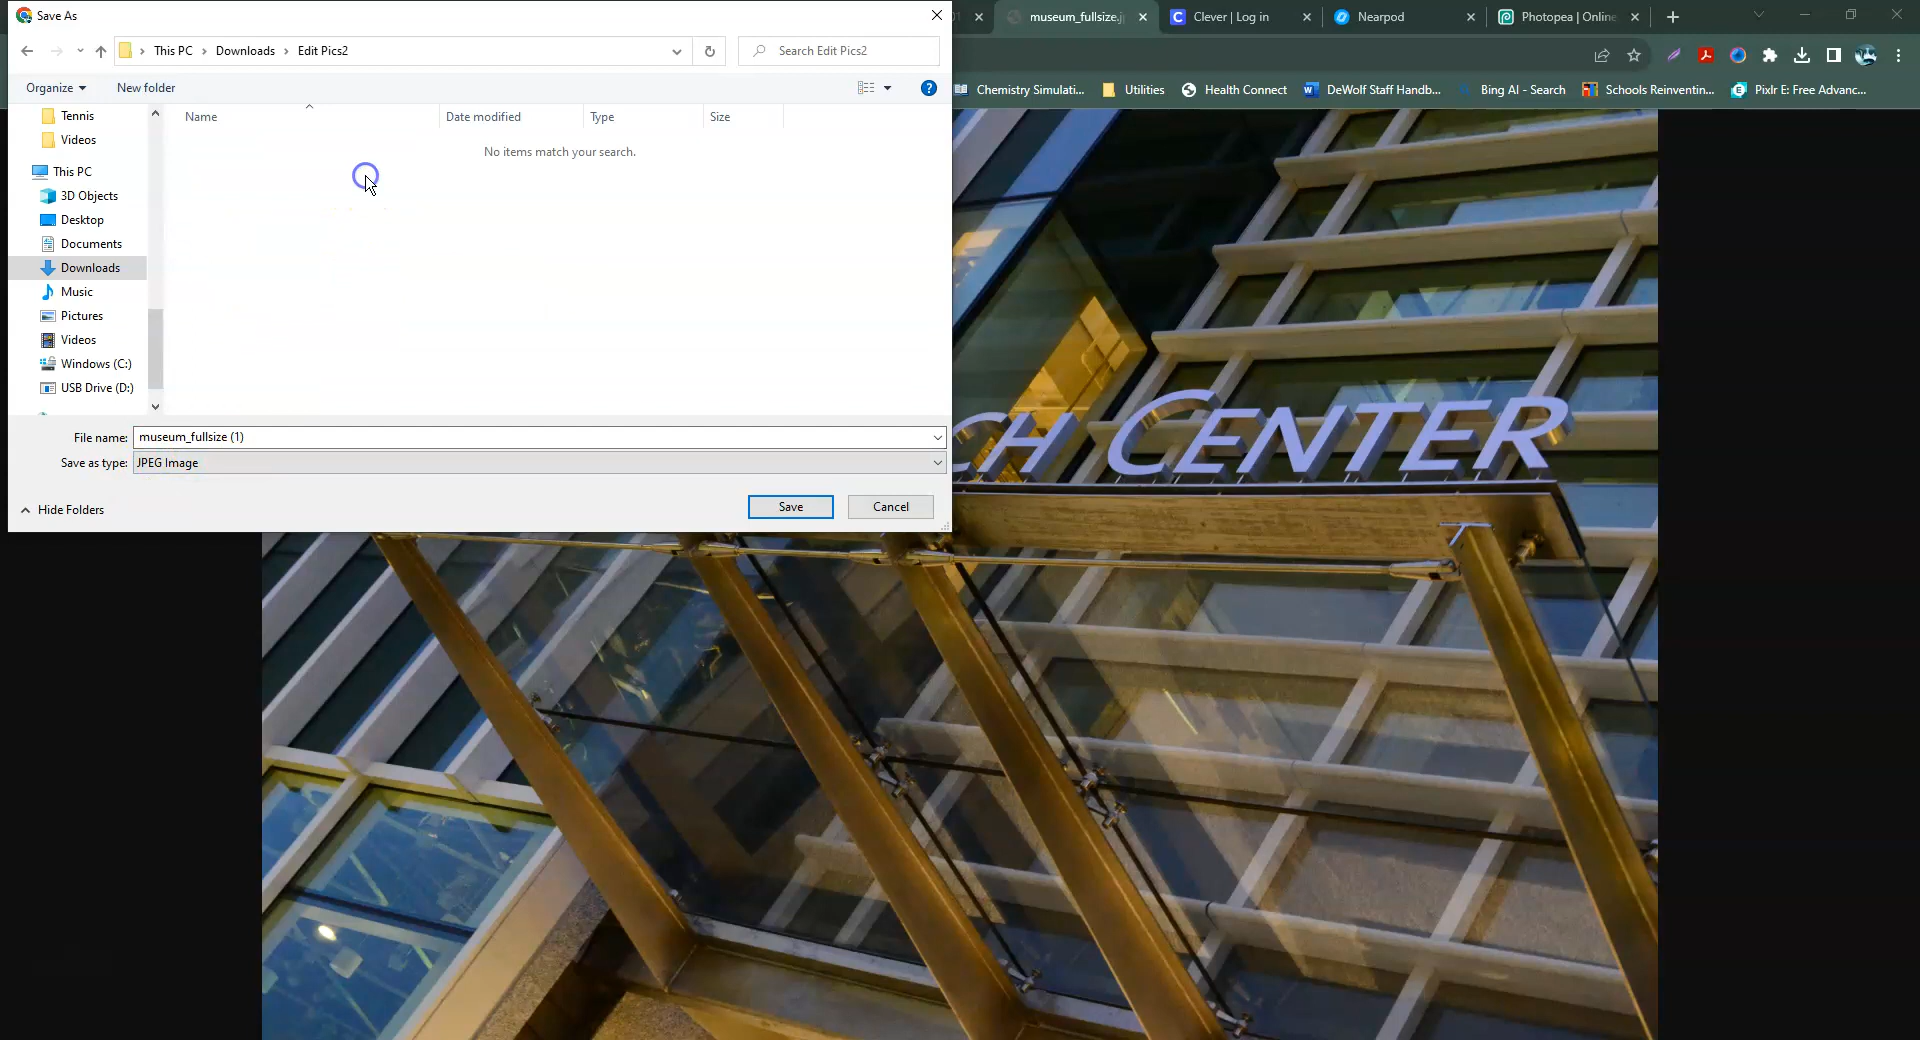 Save As
museum_fullsize.j
Clever | Log in
Nearpod
Photopea | Online
This PC > Downloads > Edit Pics2
Search Edit Pics2
Organize
New folder
Chemistry Simulati...
Utilities
Health Connect
DeWolf Staff Handb...
Bing AI - Search
Schools Reinventin...
Pixlr E: Free Advanc...
Name
Date modified
Type
Size
No items match your search.
Tennis
Videos
This PC
3D Objects
Desktop
Documents
Downloads
Music
Pictures
Videos
Windows (C:)
USB Drive (D:)
File name: museum_fullsize (1)
Save as type: JPEG Image
Hide Folders
Save
Cancel
CH CENTER